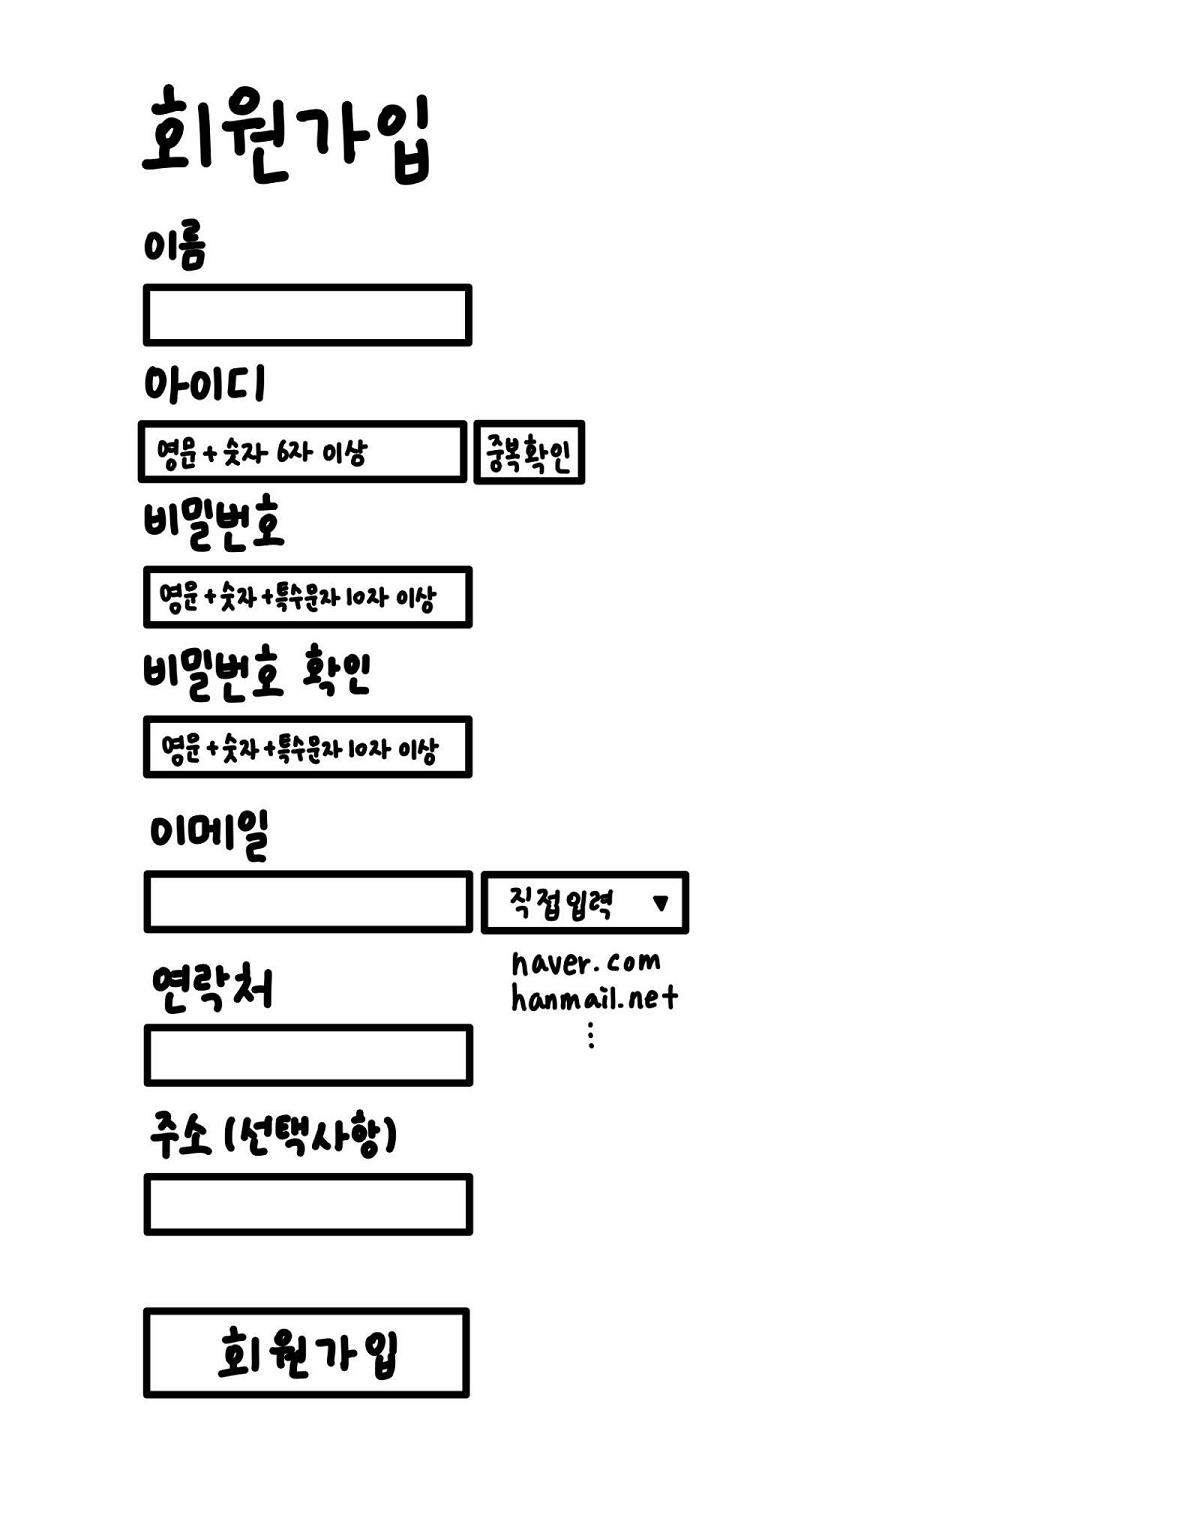 회원가입
이름
아이디
영문+숫자 6자 이상
중복확인
비밀번호
영문+숫자+특수문자 10자 이상
비밀번호 확인
영문+숫자+특수문자 10자 이상
이메일
직접입력 ▼
haver.com
hanmail.net
⋮
연락처
주소 (선택사항)
회원가입